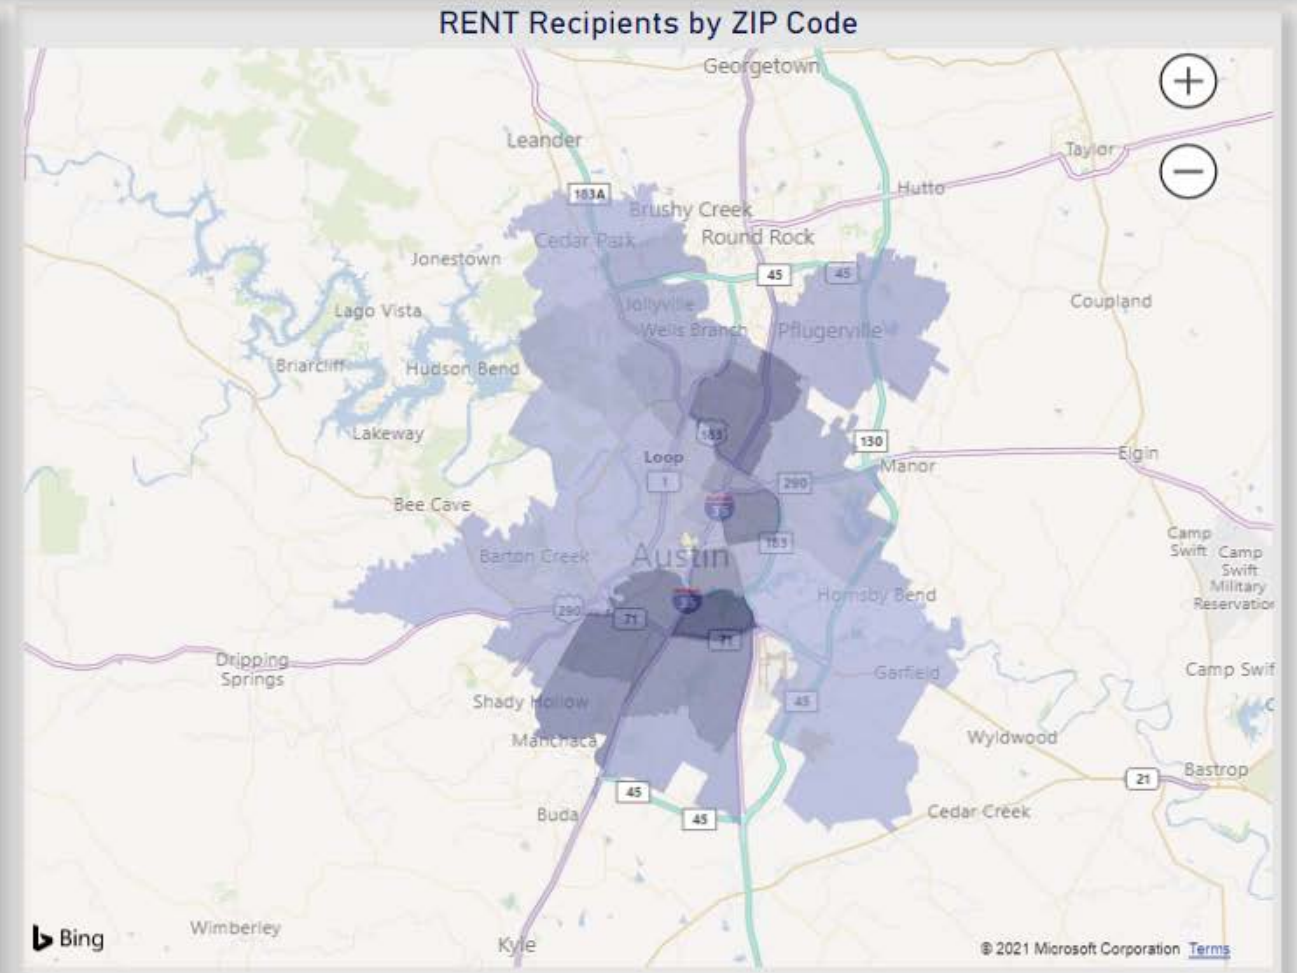 RENT Recipients by ZIP Code
Georgetown
Leander
Taylor
183A
Hutto
Brushy Creek
Cedar Park
Round Rock
Jonestown
45
45
Coupland
Jollyville
Lago Vista
Wells Branch
Pflugerville
Briarcliff
Hudson Bend
Lakeway
183
130
Loop
1
Elgin
Manor
290
Bee Cave
35
Camp
Swift
Camp
Swift
Military
Reservation
183
Barton Creek
Austin
Hornsby Bend
290
35
71
71
Dripping
Springs
Garfield
Camp Swif
Shady Hollow
45
Manchaca
Wyldwood
Bastrop
21
45
45
Buda
Cedar Creek
Wimberley
Kyle
Bing
© 2021 Microsoft Corporation Terms